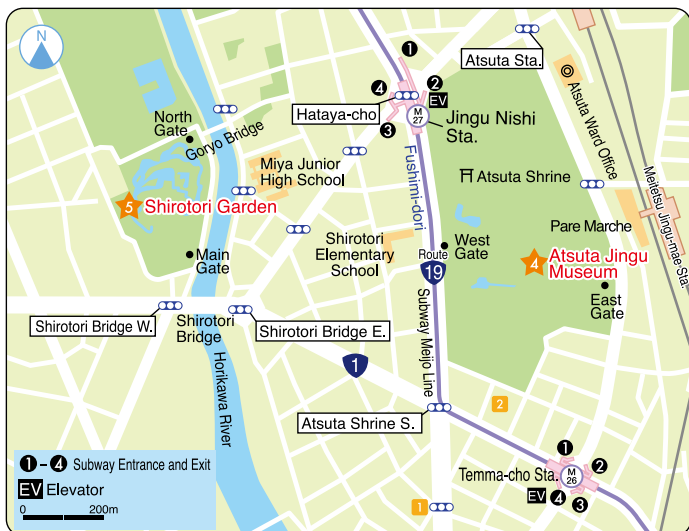 N
1
4
2
EV
M
27
3
Hataya-cho
Jingu Nishi
Sta.
Atsuta Sta.
Atsuta Ward Office
Meitetsu Jingu-mae-Sta.
North
Gate
Goryo Bridge
Miya Junior
High School
Fushimi-dori
Atsuta Shrine
5
Shirotori Garden
Shirotori
Elementary
School
Main
Gate
Route
19
West
Gate
Pare Marche
4
Atsuta Jingu
Museum
East
Gate
Shirotori Bridge W.
Shirotori
Bridge
Shirotori Bridge E.
Horikawa River
1
Subway Meijo Line
Atsuta Shrine S.
2
1
Temma-cho Sta.
1
2
M
26
EV
4
3
1
1 – 4 Subway Entrance and Exit
EV Elevator
0 200m